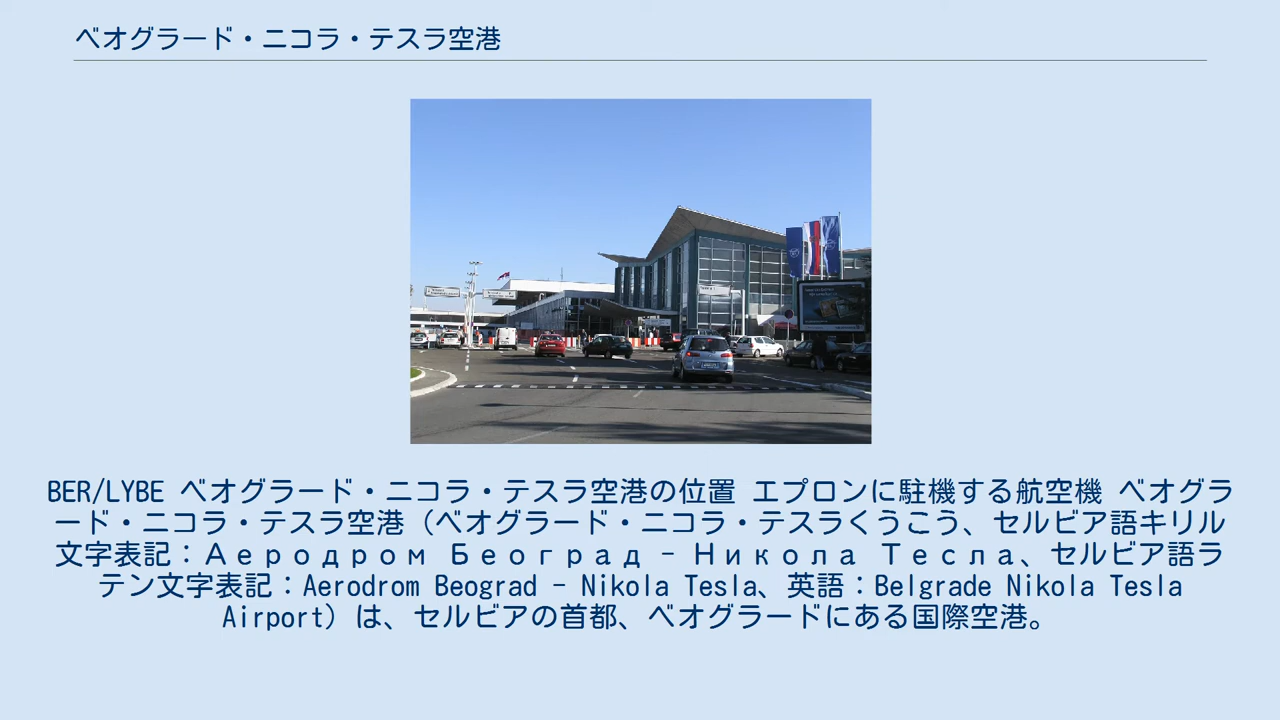 ベオグラード・ニコラ・テスラ空港
BER/LYBE ベオグラード・ニコラ・テスラ空港の位置 エプロンに駐機する航空機 ベオグラ
ード・ニコラ・テスラ空港（ベオグラード・ニコラ・テスラくうこう、セルビア語キリル
文字表記：Аеродром Београд – Никола Тесла、セルビア語ラ
テン文字表記：Aerodrom Beograd – Nikola Tesla、英語：Belgrade Nikola Tesla
Airport）は、セルビアの首都、ベオグラードにある国際空港。